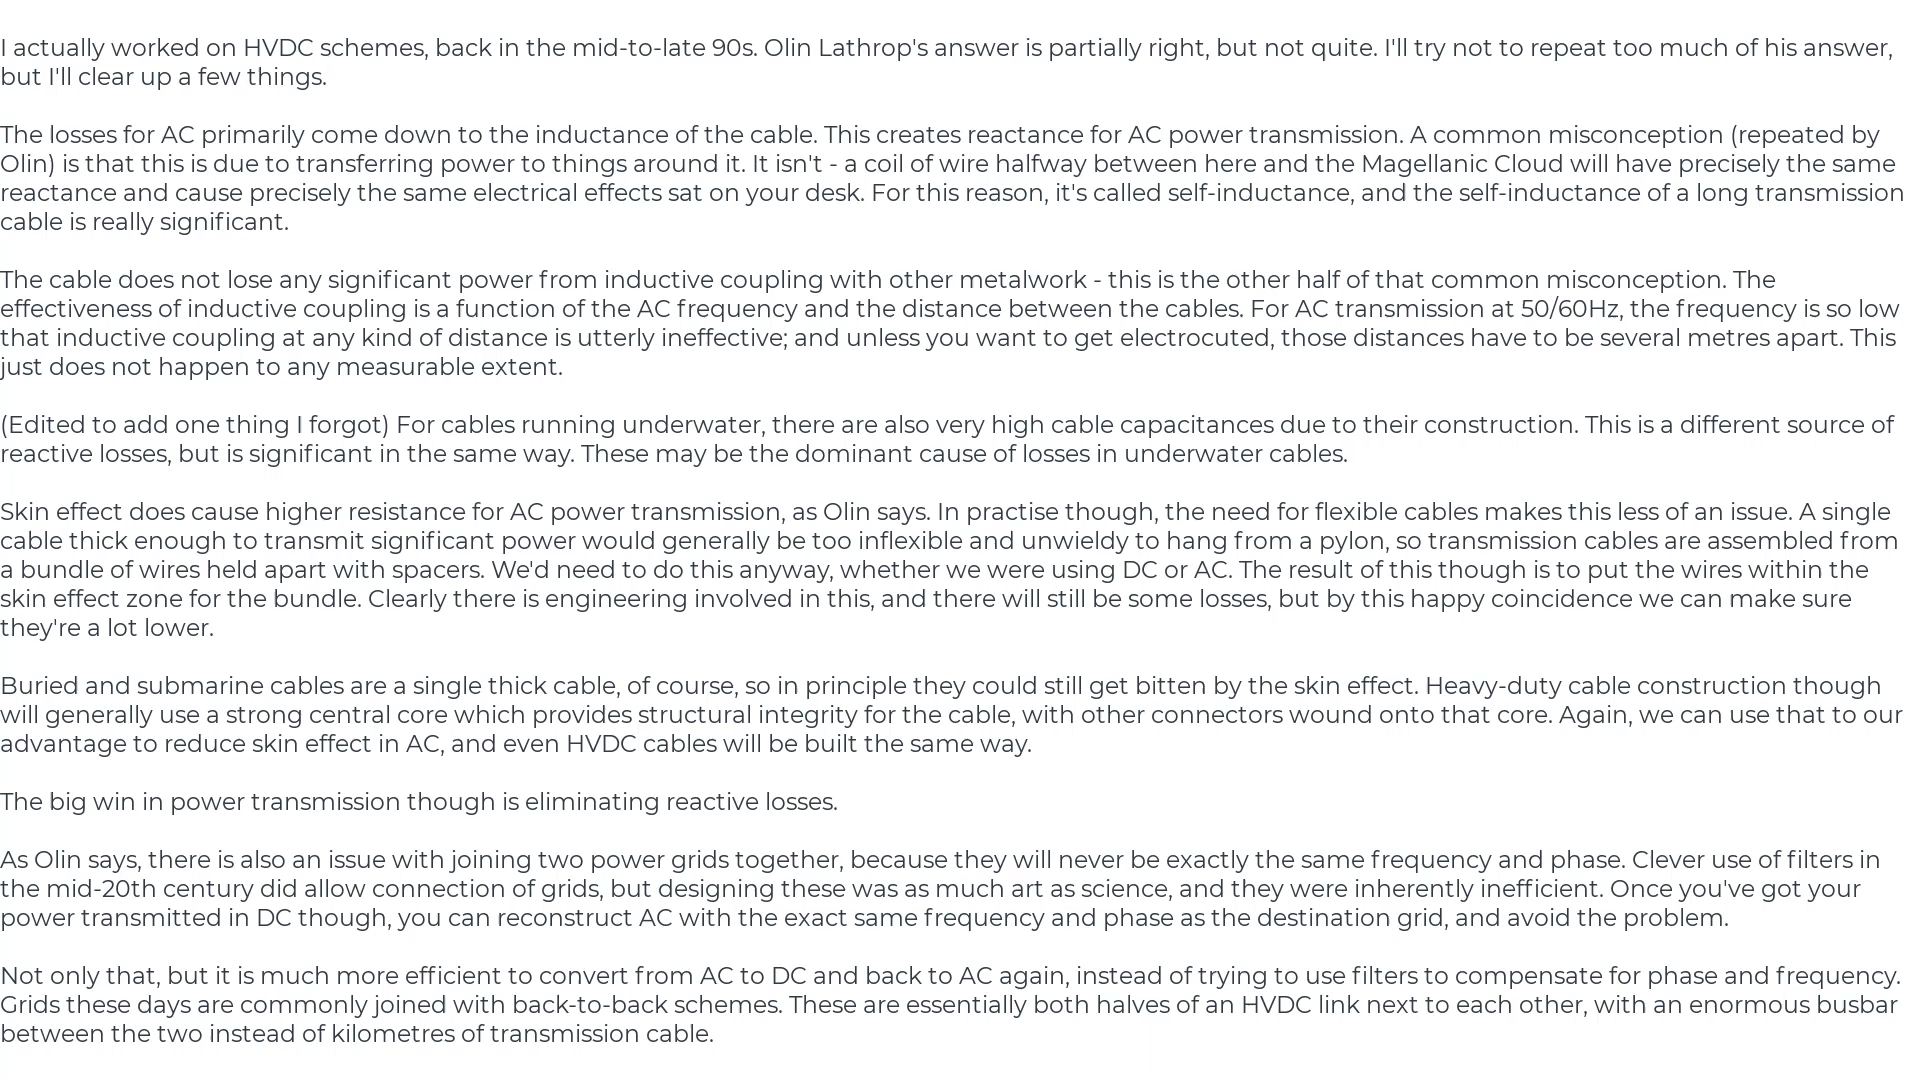 I actually worked on HVDC schemes, back in the mid-to-late 90s. Olin Lathrop's answer is partially right, but not quite. I'll try not to repeat too much of his answer,
but I'll clear up a few things.
The losses for AC primarily come down to the inductance of the cable. This creates reactance for AC power transmission. A common misconception (repeated by
Olin) is that this is due to transferring power to things around it. It isn't - a coil of wire halfway between here and the Magellanic Cloud will have precisely the same
reactance and cause precisely the same electrical effects sat on your desk. For this reason, it's called self-inductance, and the self-inductance of a long transmission
cable is really significant.
The cable does not lose any significant power from inductive coupling with other metalwork - this is the other half of that common misconception. The
effectiveness of inductive coupling is a function of the AC frequency and the distance between the cables. For AC transmission at 50/60Hz, the frequency is so low
that inductive coupling at any kind of distance is utterly ineffective; and unless you want to get electrocuted, those distances have to be several metres apart. This
just does not happen to any measurable extent.
(Edited to add one thing I forgot) For cables running underwater, there are also very high cable capacitances due to their construction. This is a different source of
reactive losses, but is significant in the same way. These may be the dominant cause of losses in underwater cables.
Skin effect does cause higher resistance for AC power transmission, as Olin says. In practise though, the need for flexible cables makes this less of an issue. A single
cable thick enough to transmit significant power would generally be too inflexible and unwieldy to hang from a pylon, so transmission cables are assembled from
a bundle of wires held apart with spacers. We'd need to do this anyway, whether we were using DC or AC. The result of this though is to put the wires within the
skin effect zone for the bundle. Clearly there is engineering involved in this, and there will still be some losses, but by this happy coincidence we can make sure
they're a lot lower.
Buried and submarine cables are a single thick cable, of course, so in principle they could still get bitten by the skin effect. Heavy-duty cable construction though
will generally use a strong central core which provides structural integrity for the cable, with other connectors wound onto that core. Again, we can use that to our
advantage to reduce skin effect in AC, and even HVDC cables will be built the same way.
The big win in power transmission though is eliminating reactive losses.
As Olin says, there is also an issue with joining two power grids together, because they will never be exactly the same frequency and phase. Clever use of filters in
the mid-20th century did allow connection of grids, but designing these was as much art as science, and they were inherently inefficient. Once you've got your
power transmitted in DC though, you can reconstruct AC with the exact same frequency and phase as the destination grid, and avoid the problem.
Not only that, but it is much more efficient to convert from AC to DC and back to AC again, instead of trying to use filters to compensate for phase and frequency.
Grids these days are commonly joined with back-to-back schemes. These are essentially both halves of an HVDC link next to each other, with an enormous busbar
between the two instead of kilometres of transmission cable.